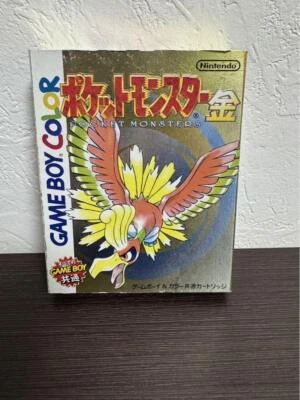 Nintendo
GAME BOY COLOR
ポケットモンスター 金
POCKET MONSTERS
GAME BOY
共通
ゲームボーイ&カラー共通カートリッジ